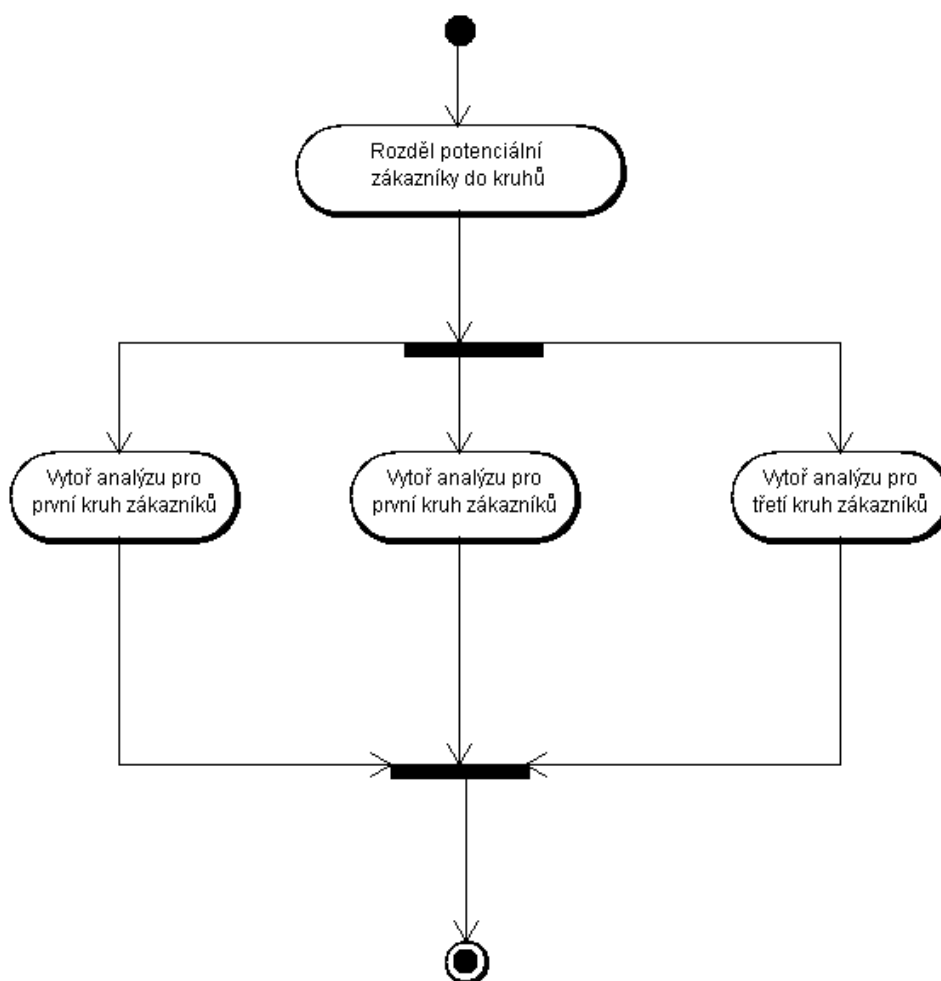 Rozděl potenciální
zákazníky do kruhů
Vytoř analýzu pro
první kruh zákazníků
Vytoř analýzu pro
první kruh zákazníků
Vytoř analýzu pro
třetí kruh zákazníků